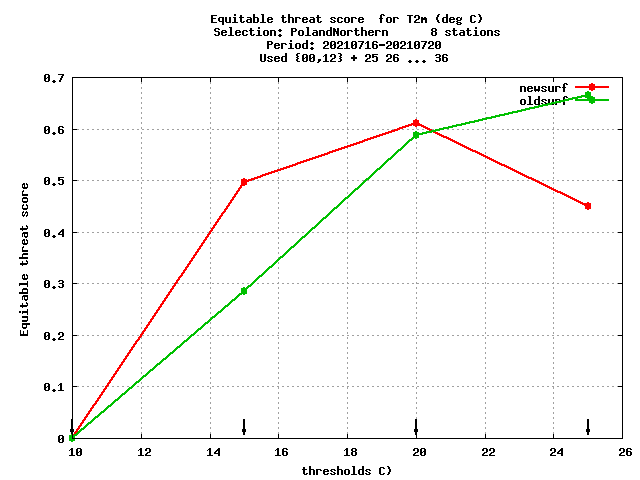 Equitable threat score for T2m (deg C)
Selection: PolandNorthern 8 stations
Period: 20210716-20210720
Used {00,12} + 25 26 ... 36
newsurf
oldsurf
0.7
0.6
0.5
0.4
0.3
0.2
0.1
0
Equitable threat score
10 12 14 16 18 20 22 24 26
thresholds C)